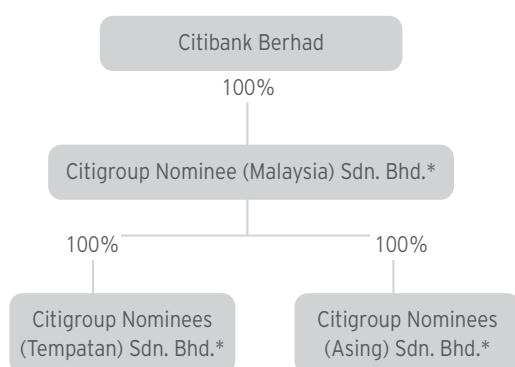 Citibank Berhad
100%
Citigroup Nominee (Malaysia) Sdn. Bhd.*
100%
100%
Citigroup Nominees
(Tempatan) Sdn. Bhd.*
Citigroup Nominees
(Asing) Sdn. Bhd.*